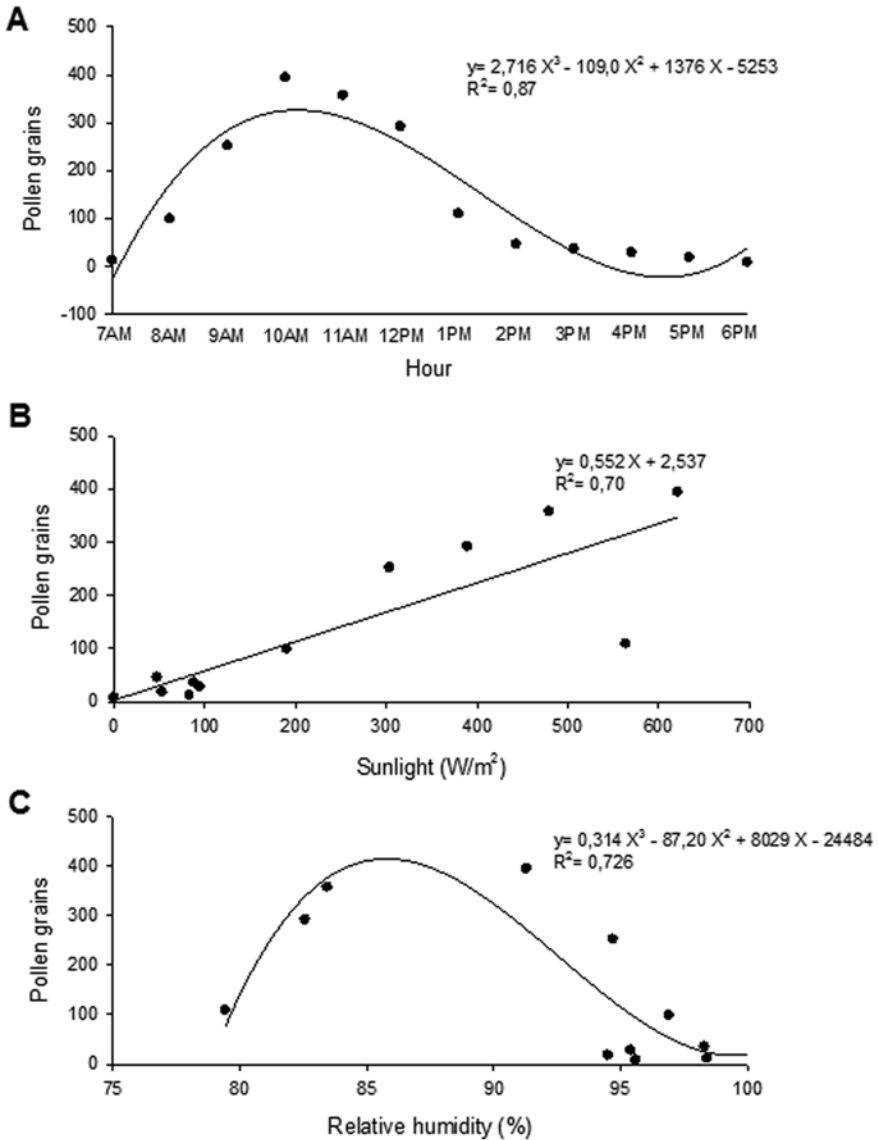 A
500
400
300
200
100
0
-100
Pollen grains
y= 2,716 X³ - 109,0 X² + 1376 X - 5253
R²= 0,87
7AM 8AM 9AM 10AM 11AM 12PM 1PM 2PM 3PM 4PM 5PM 6PM
Hour
B
500
400
300
200
100
0
Pollen grains
y= 0,552 X + 2,537
R²= 0,70
0 100 200 300 400 500 600 700
Sunlight (W/m²)
C
500
400
300
200
100
0
Pollen grains
y= 0,314 X³ - 87,20 X² + 8029 X - 24484
R²= 0,726
75 80 85 90 95 100
Relative humidity (%)